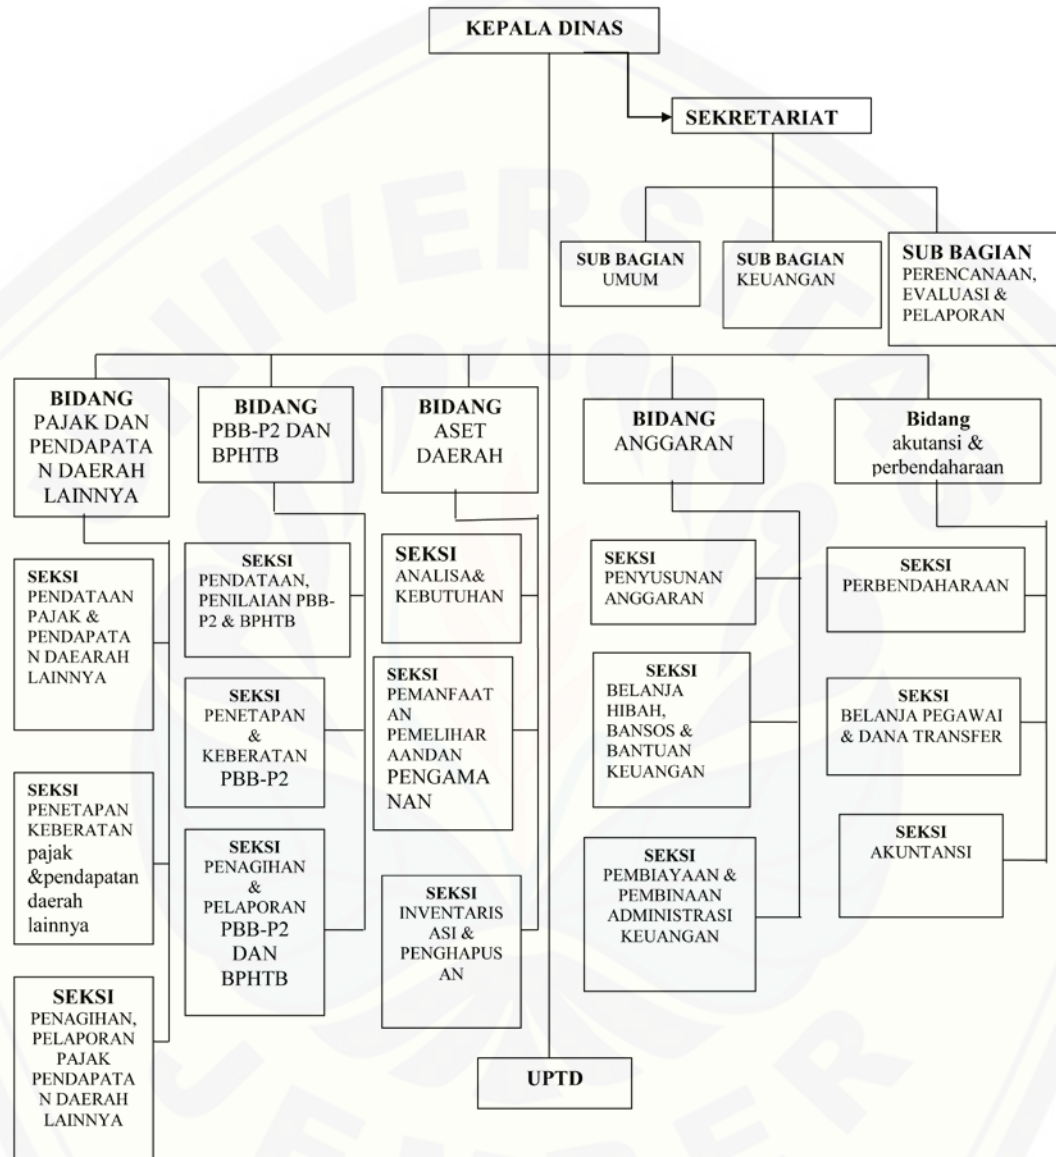 KEPALA DINAS
SEKRETARIAT
SUB BAGIAN
UMUM
SUB BAGIAN
KEUANGAN
SUB BAGIAN
PERENCANAAN,
EVALUASI &
PELAPORAN
BIDANG
PAJAK DAN
PENDAPATA
N DAERAH
LAINNYA
BIDANG
PBB-P2 DAN
BPHTB
BIDANG
ASET
DAERAH
BIDANG
ANGGARAN
Bidang
akutansi &
perbendaharaan
SEKSI
PENDATAAN
PAJAK &
PENDAPATA
N DAEARAH
LAINNYA
SEKSI
PENETAPAN
KEBERATAN
pajak
&pendapatan
daerah
lainnya
SEKSI
PENAGIHAN,
PELAPORAN
PAJAK
PENDAPATA
N DAERAH
LAINNYA
SEKSI
PENDATAAN,
PENILAIAN PBB-
P2 & BPHTB
SEKSI
PENETAPAN
&
KEBERATAN
PBB-P2
SEKSI
PENAGIHAN
&
PELAPORAN
PBB-P2
DAN
BPHTB
SEKSI
ANALISA&
KEBUTUHAN
SEKSI
PEMANFAAT
AN
PEMELIHAR
AANDAN
PENGAMA
NAN
SEKSI
INVENTARIS
ASI &
PENGHAPUS
AN
SEKSI
PENYUSUNAN
ANGGARAN
SEKSI
BELANJA
HIBAH,
BANSOS &
BANTUAN
KEUANGAN
SEKSI
PEMBIAYAAN &
PEMBINAAN
ADMINISTRASI
KEUANGAN
SEKSI
PERBENDAHARAAN
SEKSI
BELANJA PEGAWAI
& DANA TRANSFER
SEKSI
AKUNTANSI
UPTD
UNIVERSITAS
JEMBER